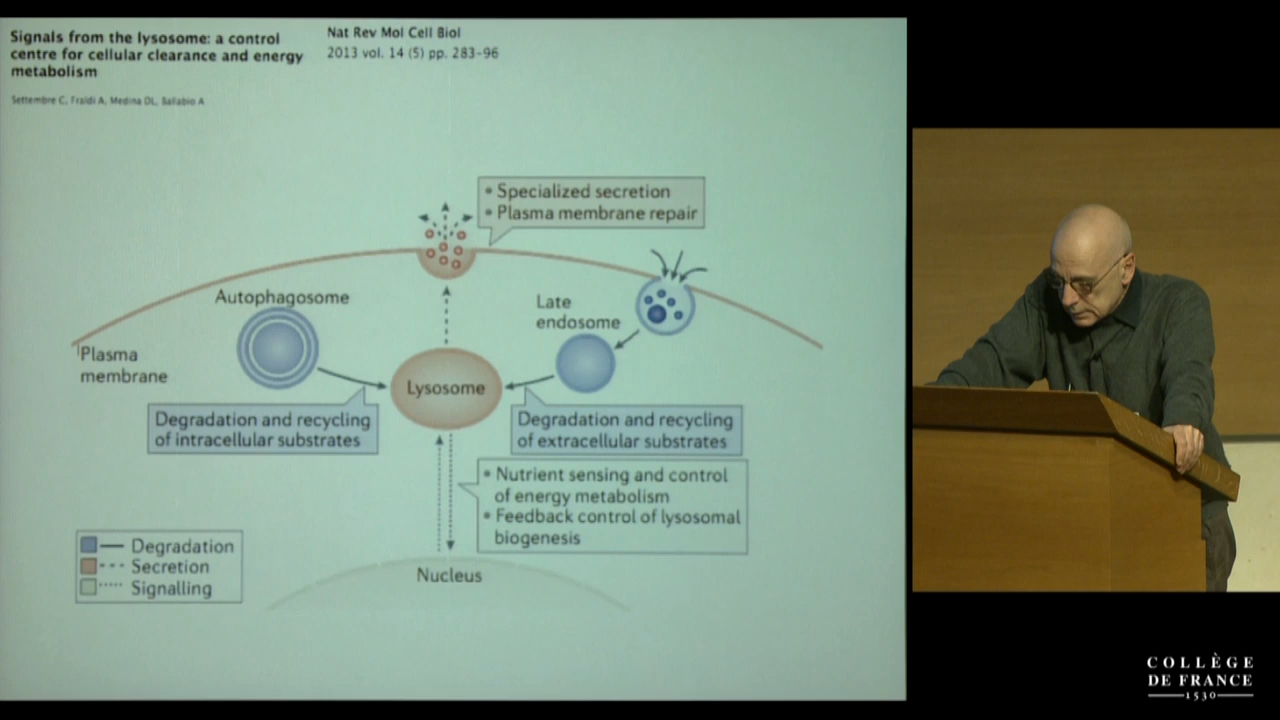 Signals from the lysosome: a control
centre for cellular clearance and energy
metabolism
Nat Rev Mol Cell Biol
2013 vol. 14 (5) pp. 283-96
Settembre C, Fraldi A, Medina DL, Ballabio A
• Specialized secretion
• Plasma membrane repair
Autophagosome
Late
endosome
Plasma
membrane
Lysosome
Degradation and recycling
of intracellular substrates
Degradation and recycling
of extracellular substrates
• Nutrient sensing and control
of energy metabolism
• Feedback control of lysosomal
biogenesis
Degradation
Secretion
Signalling
Nucleus
COLLÈGE
DE FRANCE
1530